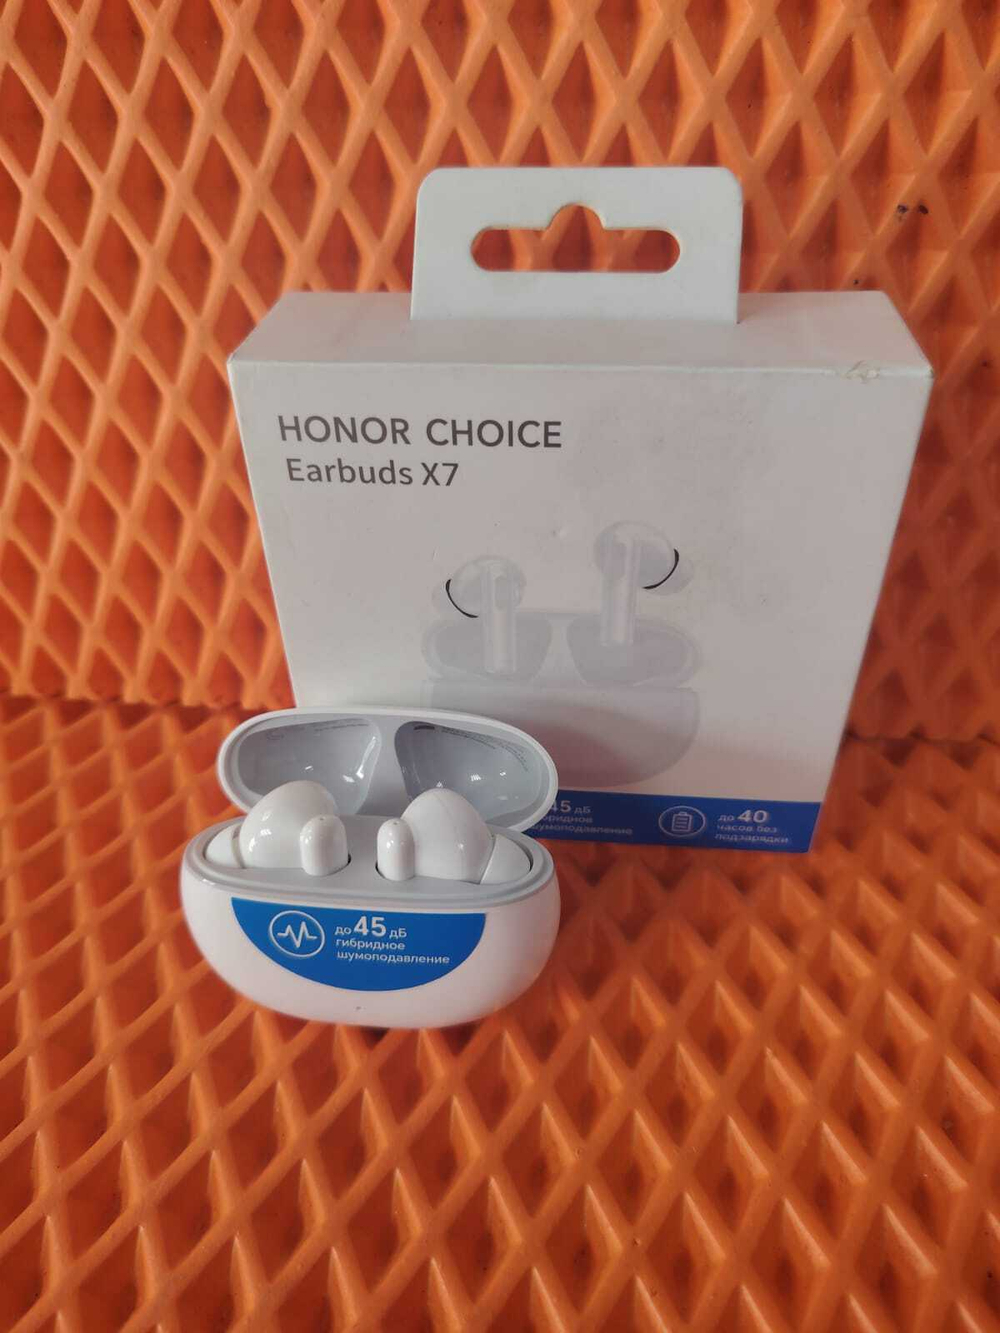 HONOR CHOICE
Earbuds X7
45 дБ
шумоподавление
до 40
часов без
подзарядки
до 45 дБ
гибридное
шумоподавление